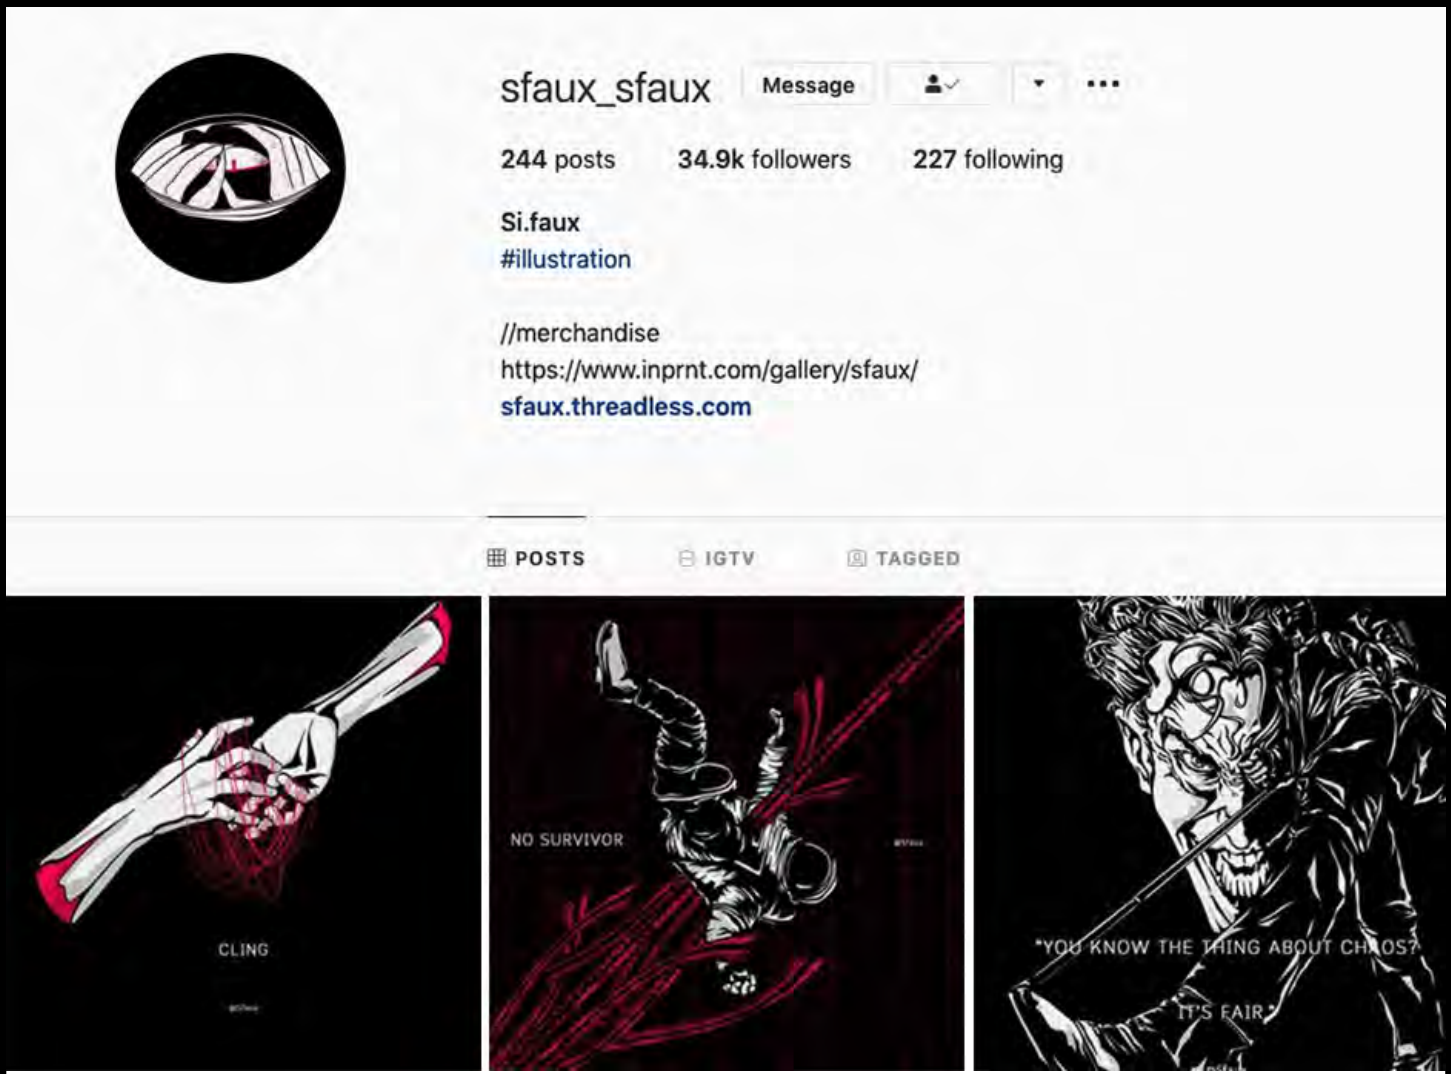 sfaux_sfaux Message
244 posts 34.9k followers 227 following
Si.faux
#illustration
//merchandise
https://www.inprnt.com/gallery/sfaux/
sfaux.threadless.com
POSTS IGTV TAGGED
CLING
NO SURVIVOR
"YOU KNOW THE THING ABOUT CHAOS?
IT'S FAIR."